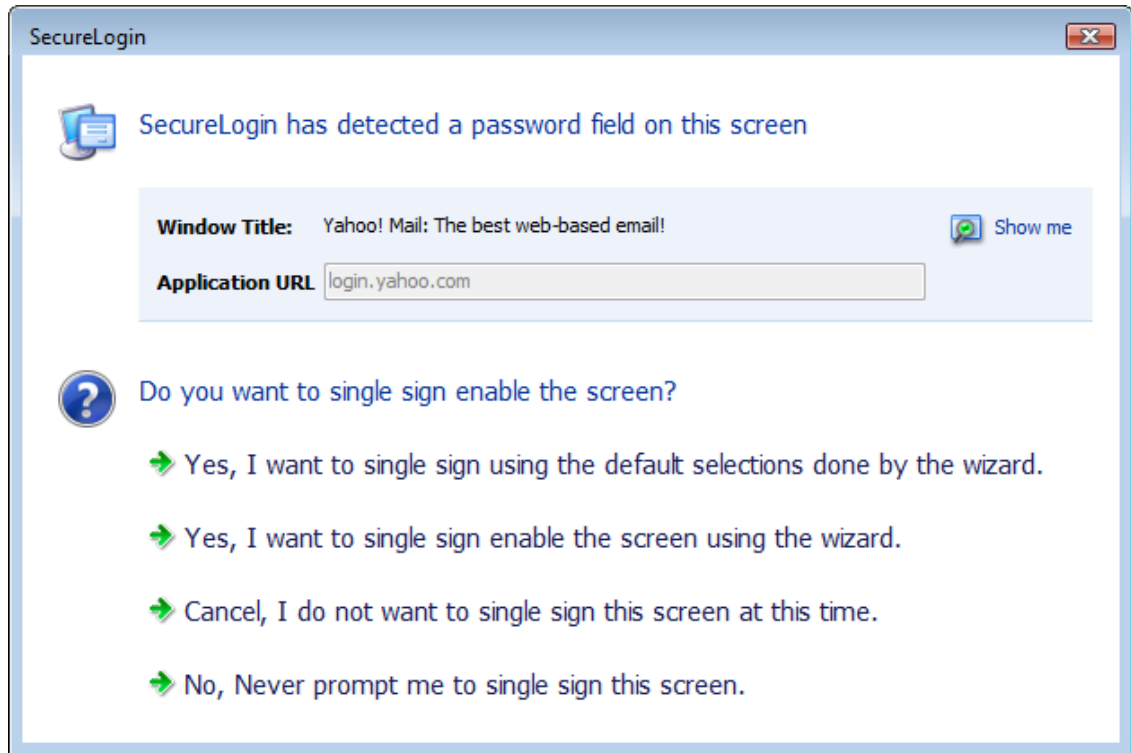 SecureLogin
SecureLogin has detected a password field on this screen
Window Title: Yahoo! Mail: The best web-based email! Show me
Application URL login.yahoo.com
Do you want to single sign enable the screen?
Yes, I want to single sign using the default selections done by the wizard.
Yes, I want to single sign enable the screen using the wizard.
Cancel, I do not want to single sign this screen at this time.
No, Never prompt me to single sign this screen.